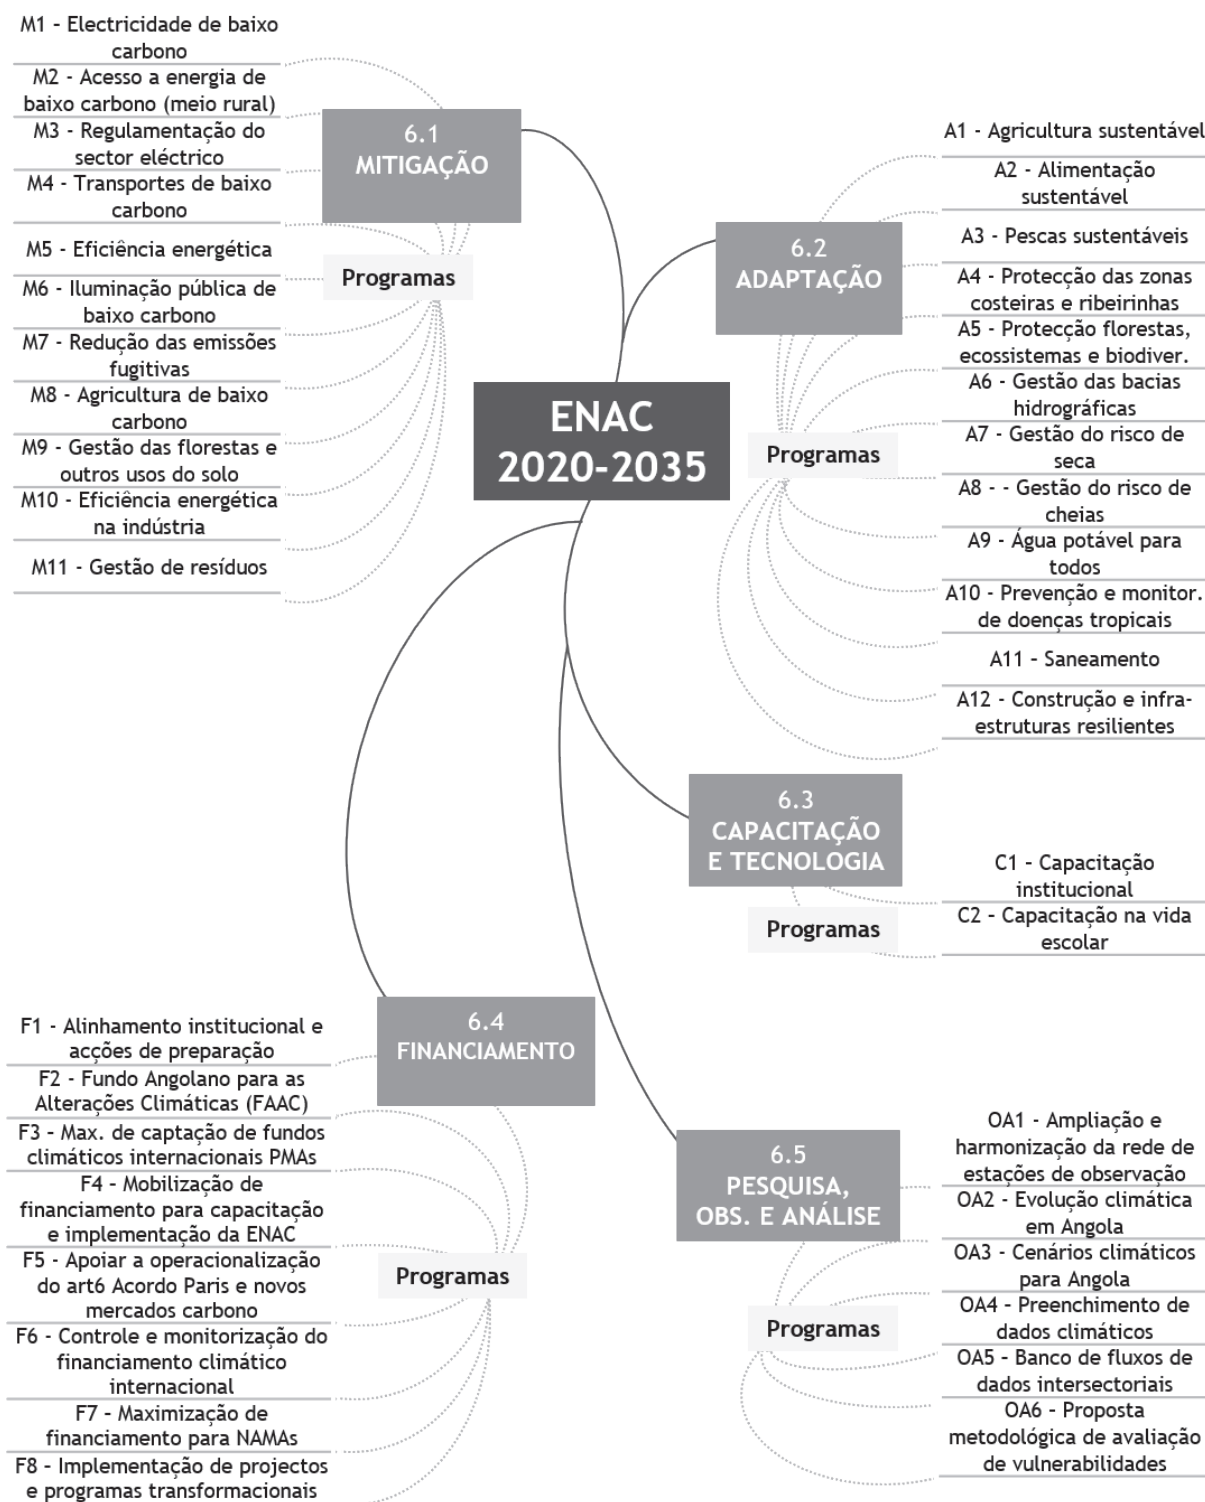 M1 – Electricidade de baixo
carbono
M2 - Acesso a energia de
baixo carbono (meio rural)
M3 - Regulamentação do
sector eléctrico
M4 - Transportes de baixo
carbono
M5 - Eficiência energética
M6 - Iluminação pública de
baixo carbono
M7 - Redução das emissões
fugitivas
M8 - Agricultura de baixo
carbono
M9 - Gestão das florestas e
outros usos do solo
M10 - Eficiência energética
na indústria
M11 - Gestão de resíduos
6.1
MITIGAÇÃO
Programas
ENAC
2020-2035
6.2
ADAPTAÇÃO
Programas
A1 - Agricultura sustentável
A2 - Alimentação
sustentável
A3 - Pescas sustentáveis
A4 - Protecção das zonas
costeiras e ribeirinhas
A5 - Protecção florestas,
ecossistemas e biodiver.
A6 - Gestão das bacias
hidrográficas
A7 - Gestão do risco de
seca
A8 - - Gestão do risco de
cheias
A9 - Água potável para
todos
A10 - Prevenção e monitor.
de doenças tropicais
A11 - Saneamento
A12 - Construção e infra-
estruturas resilientes
6.3
CAPACITAÇÃO
E TECNOLOGIA
Programas
C1 – Capacitação
institucional
C2 – Capacitação na vida
escolar
6.4
FINANCIAMENTO
Programas
F1 - Alinhamento institucional e
acções de preparação
F2 - Fundo Angolano para as
Alterações Climáticas (FAAC)
F3 – Max. de captação de fundos
climáticos internacionais PMAs
F4 – Mobilização de
financiamento para capacitação
e implementação da ENAC
F5 - Apoiar a operacionalização
do art6 Acordo Paris e novos
mercados carbono
F6 - Controle e monitorização do
financiamento climático
internacional
F7 – Maximização de
financiamento para NAMAs
F8 – Implementação de projectos
e programas transformacionais
6.5
PESQUISA,
OBS. E ANÁLISE
Programas
OA1 - Ampliação e
harmonização da rede de
estações de observação
OA2 - Evolução climática
em Angola
OA3 - Cenários climáticos
para Angola
OA4 – Preenchimento de
dados climáticos
OA5 – Banco de fluxos de
dados intersectoriais
OA6 – Proposta
metodológica de avaliação
de vulnerabilidades